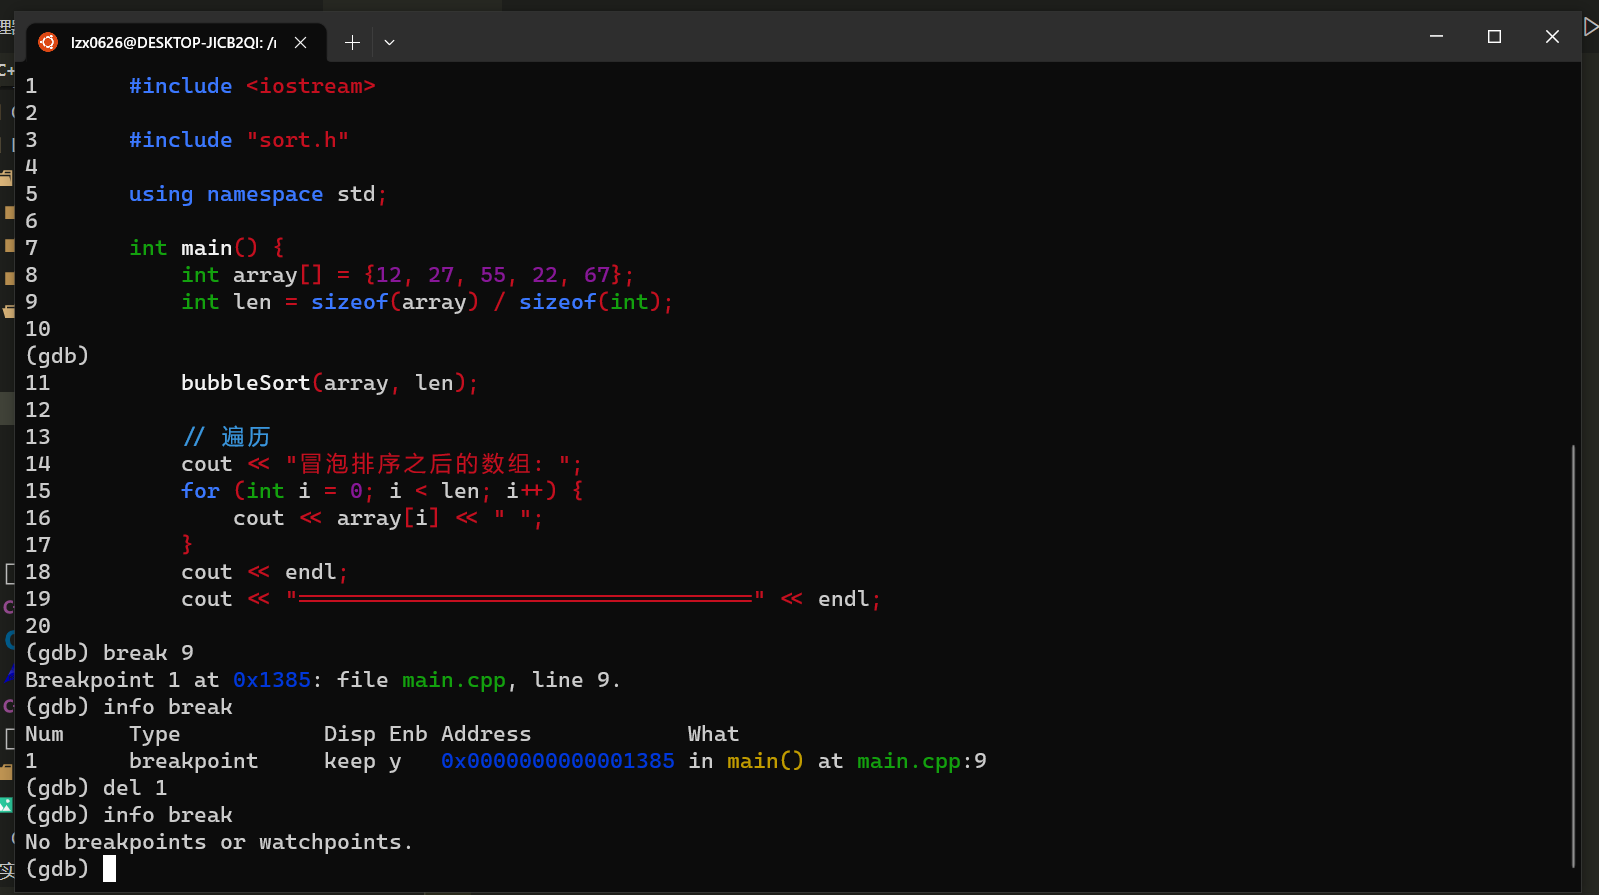 lzx0626@DESKTOP-JICB2QI: /r
1 #include <iostream>
2
3 #include "sort.h"
4
5 using namespace std;
6
7 int main() {
8 int array[] = {12, 27, 55, 22, 67};
9 int len = sizeof(array) / sizeof(int);
10
(gdb)
11 bubbleSort(array, len);
12
13 // 遍历
14 cout << "冒泡排序之后的数组: ";
15 for (int i = 0; i < len; i++) {
16 cout << array[i] << " ";
17 }
18 cout << endl;
19 cout << "===================================" << endl;
20
(gdb) break 9
Breakpoint 1 at 0x1385: file main.cpp, line 9.
(gdb) info break
Num Type Disp Enb Address What
1 breakpoint keep y 0x0000000000001385 in main() at main.cpp:9
(gdb) del 1
(gdb) info break
No breakpoints or watchpoints.
(gdb)